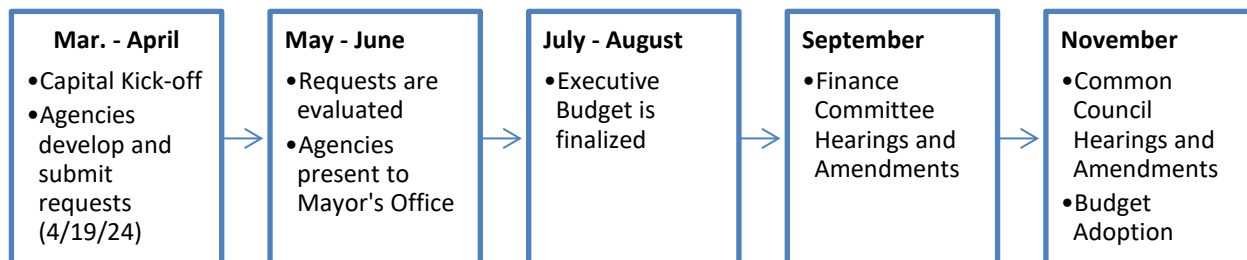 Mar. - April
•Capital Kick-off
•Agencies
develop and
submit
requests
(4/19/24)
May - June
•Requests are
evaluated
•Agencies
present to
Mayor's Office
July - August
•Executive
Budget is
finalized
September
•Finance
Committee
Hearings and
Amendments
November
•Common
Council
Hearings and
Amendments
•Budget
Adoption